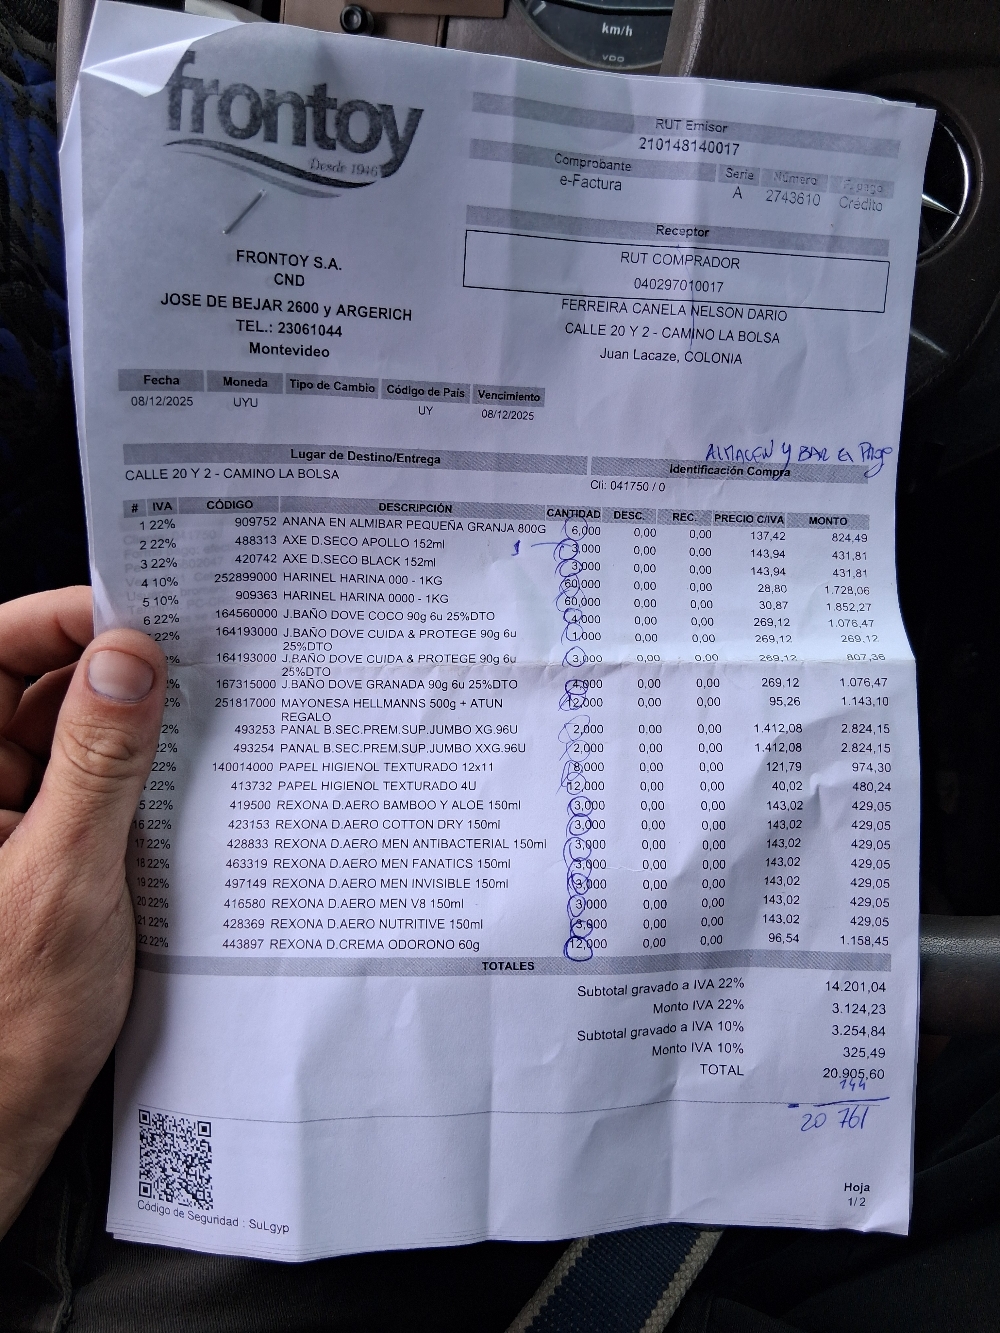 km/h
VDO
frontoy
Desde 1946
RUT Emisor
210148140017
Comprobante Serie Número F. pago
e-Factura A 2743610 Crédito
Receptor
RUT COMPRADOR
040297010017
FERREIRA CANELA NELSON DARIO
CALLE 20 Y 2 - CAMINO LA BOLSA
Juan Lacaze, COLONIA
FRONTOY S.A.
CND
JOSE DE BEJAR 2600 y ARGERICH
TEL.: 23061044
Montevideo
Fecha Moneda Tipo de Cambio Código de País Vencimiento
08/12/2025 UYU UY 08/12/2025
ALMACEN Y BAR El
Lugar de Destino/Entrega Identificación Compra
CALLE 20 Y 2 - CAMINO LA BOLSA Cli: 041750 / 0
# IVA CÓDIGO DESCRIPCIÓN CANTIDAD DESC. REC. PRECIO C/IVA MONTO
1 22% 909752 ANANA EN ALMIBAR PEQUEÑA GRANJA 800G 6,000 0,00 0,00 137,42 824,49
2 22% 488313 AXE D.SECO APOLLO 152ml 1 3,000 0,00 0,00 143,94 431,81
3 22% 420742 AXE D.SECO BLACK 152ml 3,000 0,00 0,00 143,94 431,81
4 10% 252899000 HARINEL HARINA 000 - 1KG 60,000 0,00 0,00 28,80 1.728,06
5 10% 909363 HARINEL HARINA 0000 - 1KG 60,000 0,00 0,00 30,87 1.852,27
6 22% 164560000 J.BAÑO DOVE COCO 90g 6u 25%DTO 4,000 0,00 0,00 269,12 1.076,47
22% 164193000 J.BAÑO DOVE CUIDA & PROTEGE 90g 6u 1,000 0,00 0,00 269,12 269,12
25%DTO
% 164193000 J.BAÑO DOVE CUIDA & PROTEGE 90g 6u 3,000 0,00 0,00 269,12 807,36
25%DTO
% 167315000 J.BAÑO DOVE GRANADA 90g 6u 25%DTO 4,000 0,00 0,00 269,12 1.076,47
2% 251817000 MAYONESA HELLMANNS 500g + ATUN 12,000 0,00 0,00 95,26 1.143,10
REGALO
2% 493253 PANAL B.SEC.PREM.SUP.JUMBO XG.96U 2,000 0,00 0,00 1.412,08 2.824,15
22% 493254 PANAL B.SEC.PREM.SUP.JUMBO XXG.96U 2,000 0,00 0,00 1.412,08 2.824,15
22% 140014000 PAPEL HIGIENOL TEXTURADO 12x11 8,000 0,00 0,00 121,79 974,30
22% 413732 PAPEL HIGIENOL TEXTURADO 4U 12,000 0,00 0,00 40,02 480,24
5 22% 419500 REXONA D.AERO BAMBOO Y ALOE 150ml 3,000 0,00 0,00 143,02 429,05
16 22% 423153 REXONA D.AERO COTTON DRY 150ml 3,000 0,00 0,00 143,02 429,05
17 22% 428833 REXONA D.AERO MEN ANTIBACTERIAL 150ml 3,000 0,00 0,00 143,02 429,05
18 22% 463319 REXONA D.AERO MEN FANATICS 150ml 3,000 0,00 0,00 143,02 429,05
19 22% 497149 REXONA D.AERO MEN INVISIBLE 150ml 3,000 0,00 0,00 143,02 429,05
20 22% 416580 REXONA D.AERO MEN V8 150ml 3,000 0,00 0,00 143,02 429,05
21 22% 428369 REXONA D.AERO NUTRITIVE 150ml 3,000 0,00 0,00 143,02 429,05
22 22% 443897 REXONA D.CREMA ODORONO 60g 12,000 0,00 0,00 96,54 1.158,45
TOTALES
Subtotal gravado a IVA 22% 14.201,04
Monto IVA 22% 3.124,23
Subtotal gravado a IVA 10% 3.254,84
Monto IVA 10% 325,49
TOTAL 20.905,60
144
20 761
Hoja
1/2
Código de Seguridad : SuLgyp